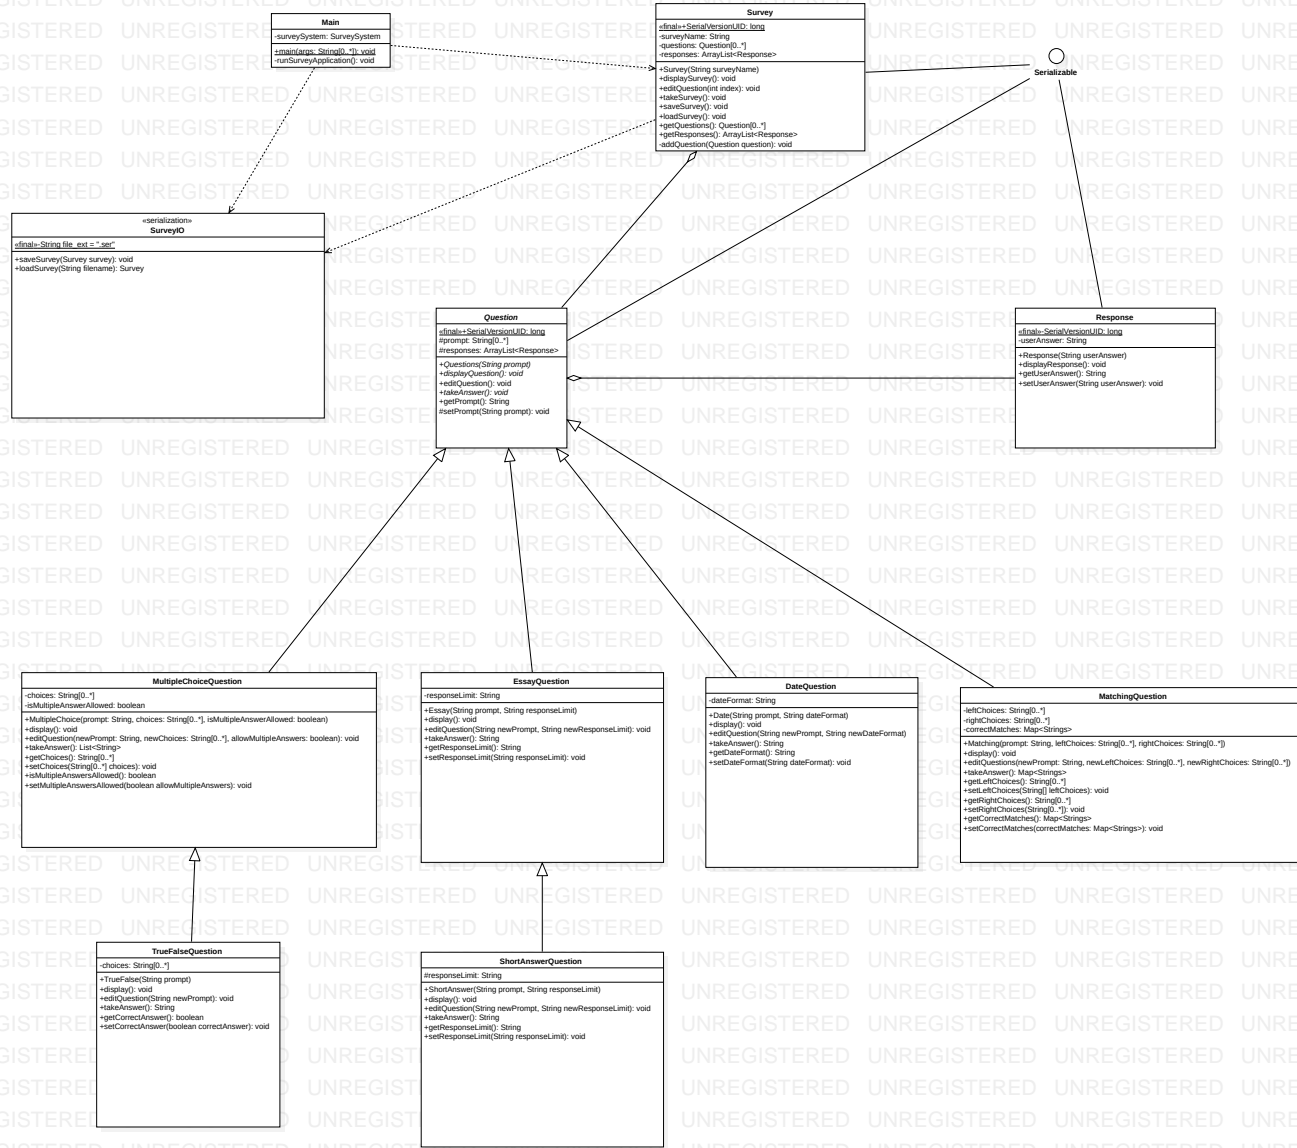 Main
-surveySystem: SurveySystem
+main(args: String[0..*]): void
-runSurveyApplication(): void
Survey
«final»+SerialVersionUID: long
-surveyName: String
-questions: Question[0..*]
-responses: ArrayList<Response>
+Survey(String surveyName)
+displaySurvey(): void
+editQuestion(int index): void
+takeSurvey(): void
+saveSurvey(): void
+loadSurvey(): void
+getQuestions(): Question[0..*]
+getResponses(): ArrayList<Response>
-addQuestion(Question question): void
Serializable
«serialization»
SurveyIO
«final»-String file_ext = ".ser"
+saveSurvey(Survey survey): void
+loadSurvey(String filename): Survey
Question
«final»+SerialVersionUID: long
#prompt: String[0..*]
#responses: ArrayList<Response>
+Questions(String prompt)
+displayQuestion(): void
+editQuestion(): void
+takeAnswer(): void
+getPrompt(): String
#setPrompt(String prompt): void
Response
«final»-SerialVersionUID: long
-userAnswer: String
+Response(String userAnswer)
+displayResponse(): void
+getUserAnswer(): String
+setUserAnswer(String userAnswer): void
MultipleChoiceQuestion
-choices: String[0..*]
-isMultipleAnswerAllowed: boolean
+MultipleChoice(prompt: String, choices: String[0..*], isMultipleAnswerAllowed: boolean)
+display(): void
+editQuestion(newPrompt: String, newChoices: String[0..*], allowMultipleAnswers: boolean): void
+takeAnswer(): List<String>
+getChoices(): String[0..*]
+setChoices(String[0..*] choices): void
+isMultipleAnswersAllowed(): boolean
+setMultipleAnswersAllowed(boolean allowMultipleAnswers): void
EssayQuestion
-responseLimit: String
+Essay(String prompt, String responseLimit)
+display(): void
+editQuestion(String newPrompt, String newResponseLimit): void
+takeAnswer(): String
+getResponseLimit(): String
+setResponseLimit(String responseLimit): void
DateQuestion
-dateFormat: String
+Date(String prompt, String dateFormat)
+display(): void
+editQuestion(String newPrompt, String newDateFormat)
+takeAnswer(): String
+getDateFormat(): String
+setDateFormat(String dateFormat): void
MatchingQuestion
-leftChoices: String[0..*]
-rightChoices: String[0..*]
-correctMatches: Map<Strings>
+Matching(prompt: String, leftChoices: String[0..*], rightChoices: String[0..*])
+display(): void
+editQuestions(newPrompt: String, newLeftChoices: String[0..*], newRightChoices: String[0..*])
+takeAnswer(): Map<Strings>
+getLeftChoices(): String[0..*]
+setLeftChoices(String[] leftChoices): void
+getRightChoices(): String[0..*]
+setRightChoices(String[0..*]): void
+getCorrectMatches(): Map<Strings>
+setCorrectMatches(correctMatches: Map<Strings>): void
TrueFalseQuestion
-choices: String[0..*]
+TrueFalse(String prompt)
+display(): void
+editQuestion(String newPrompt): void
+takeAnswer(): String
+getCorrectAnswer(): boolean
+setCorrectAnswer(boolean correctAnswer): void
ShortAnswerQuestion
#responseLimit: String
+ShortAnswer(String prompt, String responseLimit)
+display(): void
+editQuestion(String newPrompt, String newResponseLimit): void
+takeAnswer(): String
+getResponseLimit(): String
+setResponseLimit(String responseLimit): void
UNREGISTERED